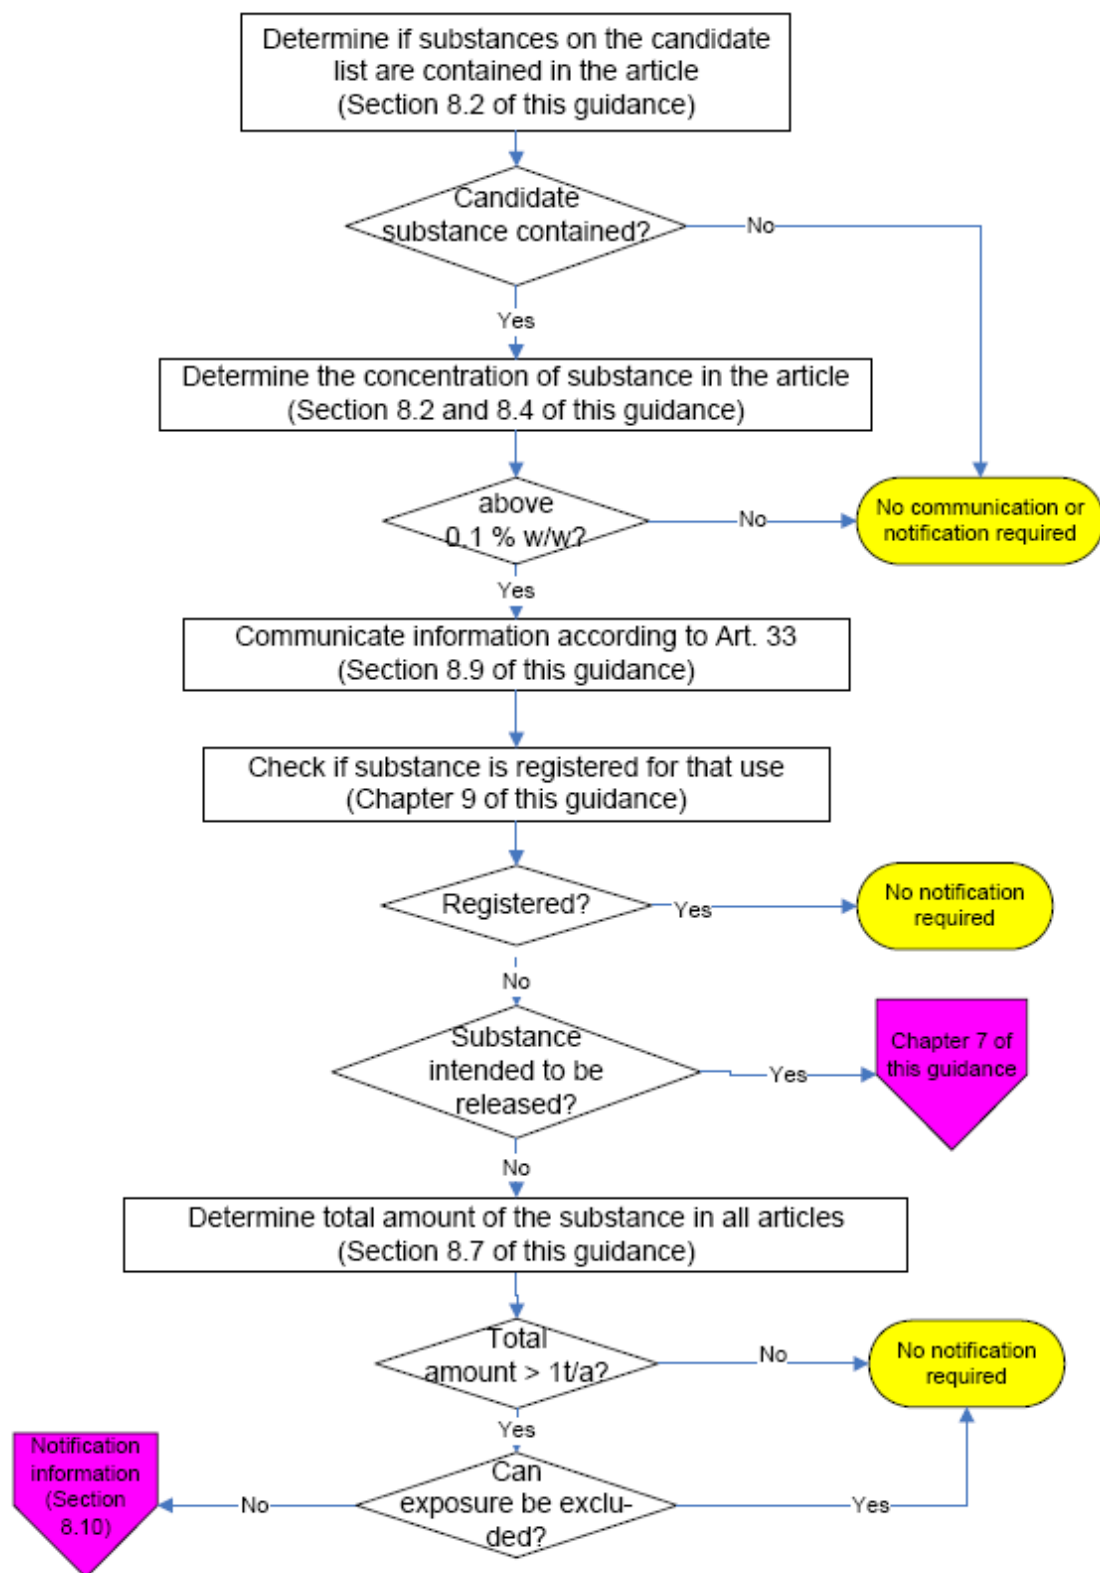 Determine if substances on the candidate
list are contained in the article
(Section 8.2 of this guidance)
Candidate
substance contained?
No
Yes
Determine the concentration of substance in the article
(Section 8.2 and 8.4 of this guidance)
above
0.1 % w/w?
No
No communication or
notification required
Yes
Communicate information according to Art. 33
(Section 8.9 of this guidance)
Check if substance is registered for that use
(Chapter 9 of this guidance)
Registered?
Yes
No notification
required
No
Substance
intended to be
released?
Yes
Chapter 7 of
this guidance
No
Determine total amount of the substance in all articles
(Section 8.7 of this guidance)
Total
amount > 1t/a?
No
No notification
required
Yes
Can
exposure be exclu-
ded?
Yes
No
Notification
information
(Section
8.10)